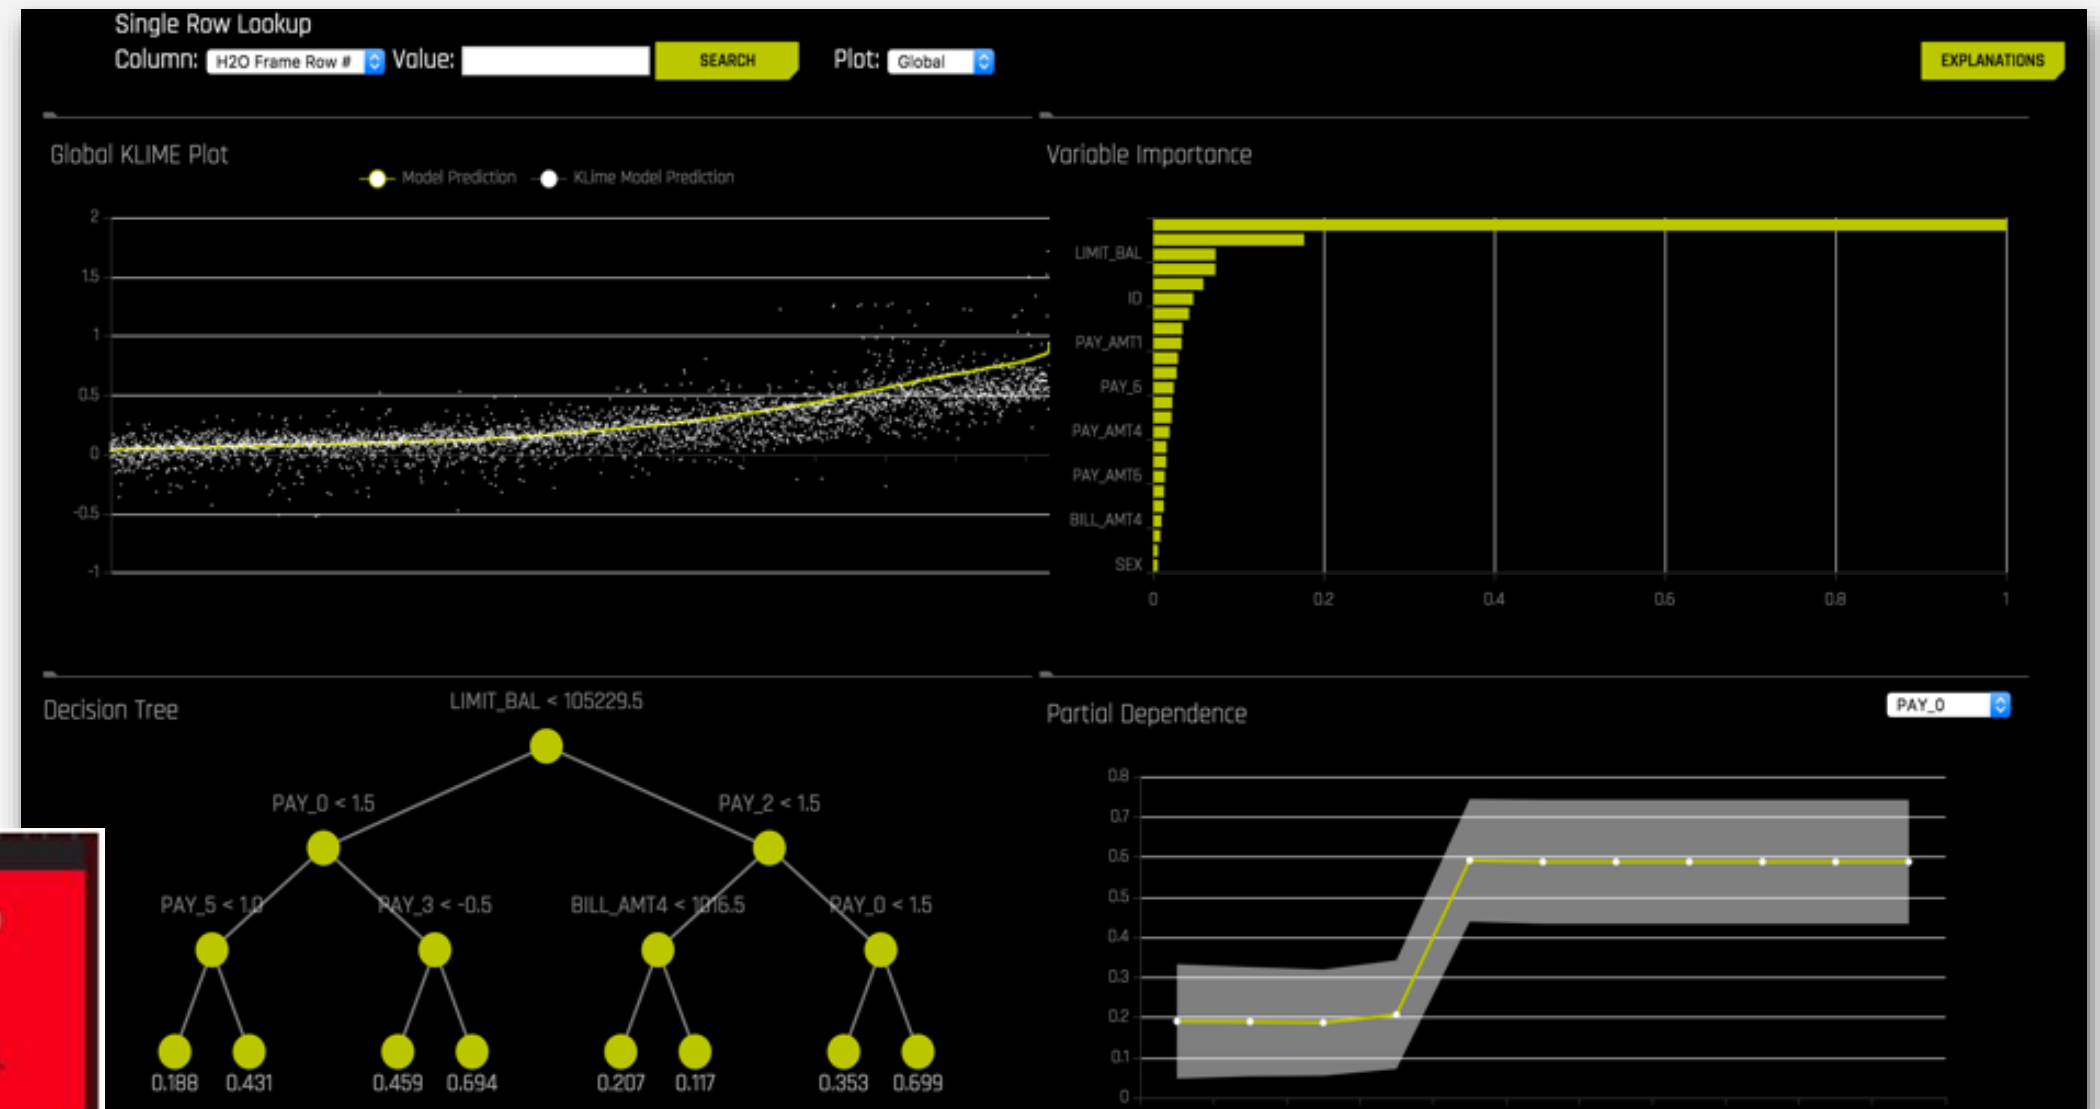 Single Row Lookup
Column: H2O Frame Row # Value: SEARCH Plot: Global EXPLANATIONS
Global KLIME Plot
Model Prediction KLime Model Prediction
2
1.5
1
0.5
0
-0.5
-1
Variable Importance
LIMIT_BAL
ID
PAY_AMT1
PAY_6
PAY_AMT4
PAY_AMT5
BILL_AMT4
SEX
0 0.2 0.4 0.6 0.8 1
Decision Tree
LIMIT_BAL < 105229.5
PAY_0 < 1.5 PAY_2 < 1.5
PAY_5 < 1.0 PAY_3 < -0.5 BILL_AMT4 < 1016.5 PAY_0 < 1.5
0.188 0.431 0.459 0.694 0.207 0.117 0.353 0.699
Partial Dependence
PAY_0
0.8
0.7
0.6
0.5
0.4
0.3
0.2
0.1
0